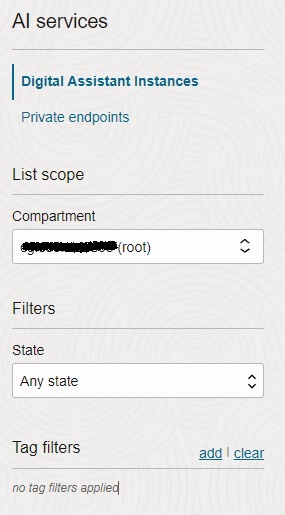 AI services
Digital Assistant Instances
Private endpoints
List scope
Compartment
(root)
Filters
State
Any state
Tag filters
add | clear
no tag filters applied